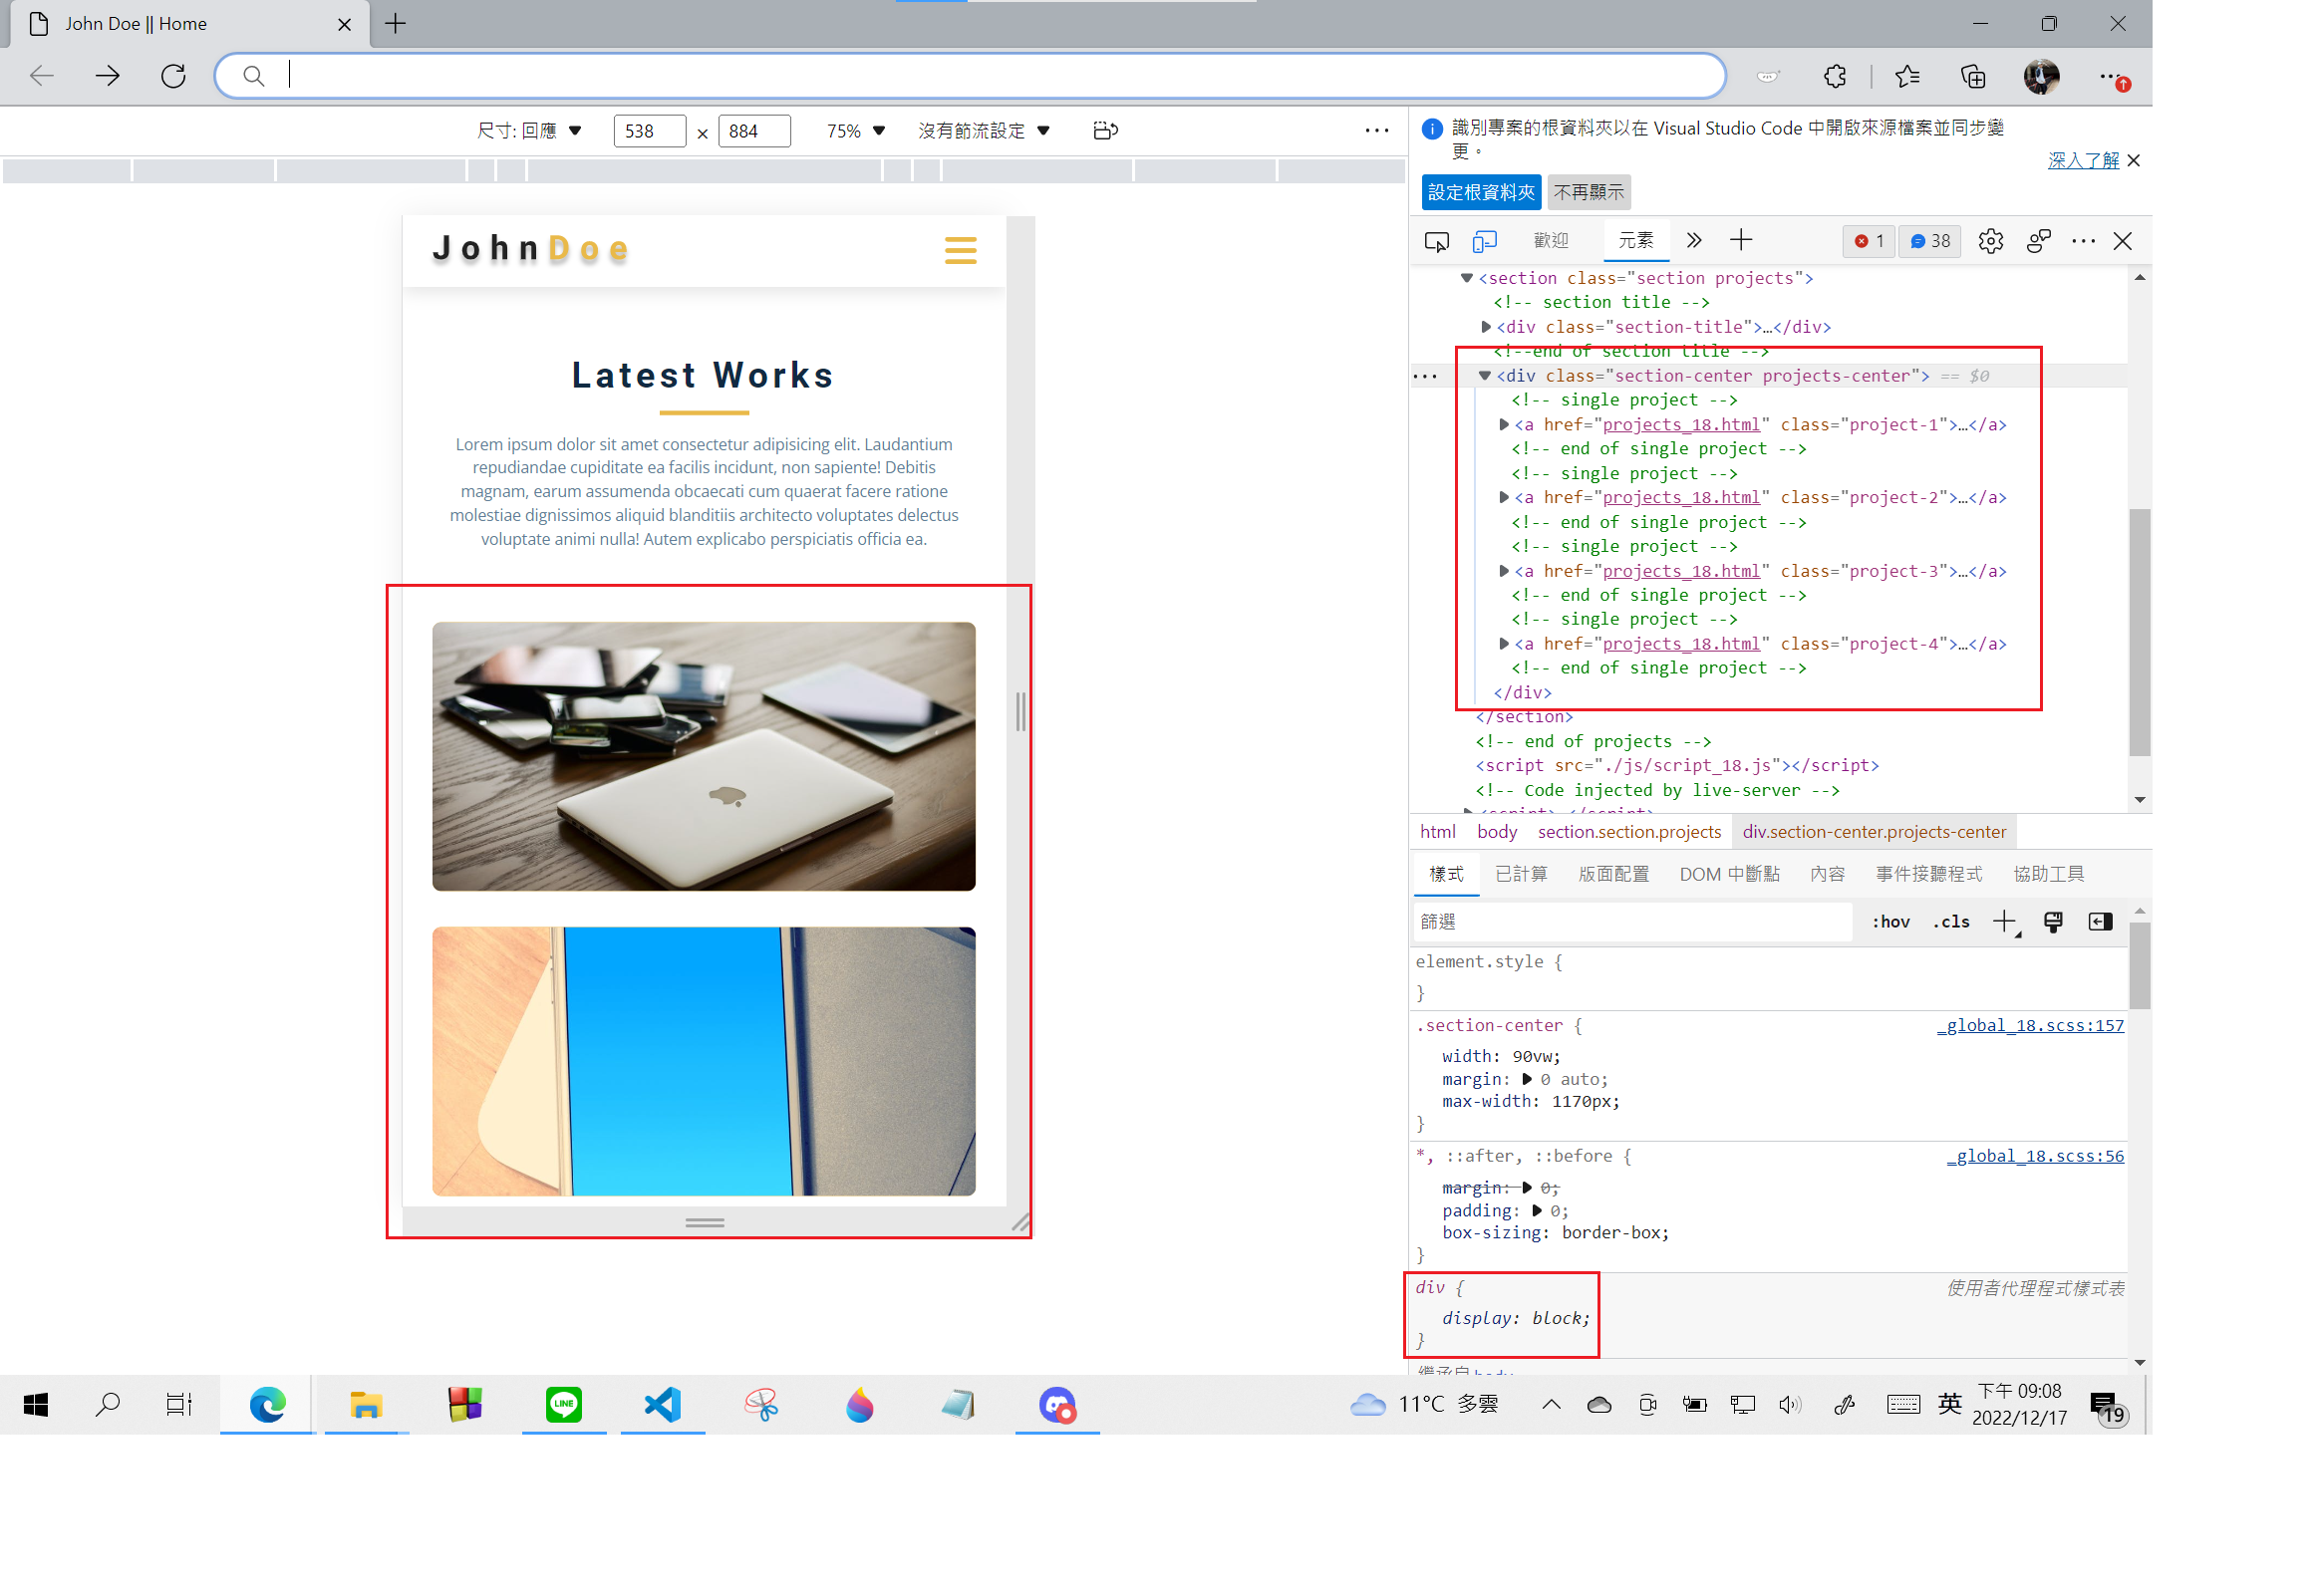 John Doe || Home
尺寸: 回應 538 × 884 75% 沒有節流設定
JohnDoe
Latest Works
Lorem ipsum dolor sit amet consectetur adipisicing elit. Laudantium
repudiandae cupiditate ea facilis incidunt, non sapiente! Debitis
magnam, earum assumenda obcaecati cum quaerat facere ratione
molestiae dignissimos aliquid blanditiis architecto voluptates delectus
voluptate animi nulla! Autem explicabo perspiciatis officia ea.
識別專案的根資料夾以在 Visual Studio Code 中開啟來源檔案並同步變
更。
深入了解
設定根資料夾 不再顯示
歡迎 元素 1 38
<section class="section projects">
<!-- section title -->
<div class="section-title">…</div>
<!--end of section title -->
<div class="section-center projects-center"> == $0
<!-- single project -->
<a href="projects_18.html" class="project-1">…</a>
<!-- end of single project -->
<!-- single project -->
<a href="projects_18.html" class="project-2">…</a>
<!-- end of single project -->
<!-- single project -->
<a href="projects_18.html" class="project-3">…</a>
<!-- end of single project -->
<!-- single project -->
<a href="projects_18.html" class="project-4">…</a>
<!-- end of single project -->
</div>
</section>
<!-- end of projects -->
<script src="./js/script_18.js"></script>
<!-- Code injected by live-server -->
<script>…</script>
html body section.section.projects div.section-center.projects-center
樣式 已計算 版面配置 DOM 中斷點 內容 事件接聽程式 協助工具
篩選 :hov .cls
element.style {
}
.section-center { _global_18.scss:157
width: 90vw;
margin: 0 auto;
max-width: 1170px;
}
*, ::after, ::before { _global_18.scss:56
margin: 0;
padding: 0;
box-sizing: border-box;
}
div { 使用者代理程式樣式表
display: block;
}
繼承自 body
LINE
11°C 多雲 英 下午 09:08
2022/12/17
19